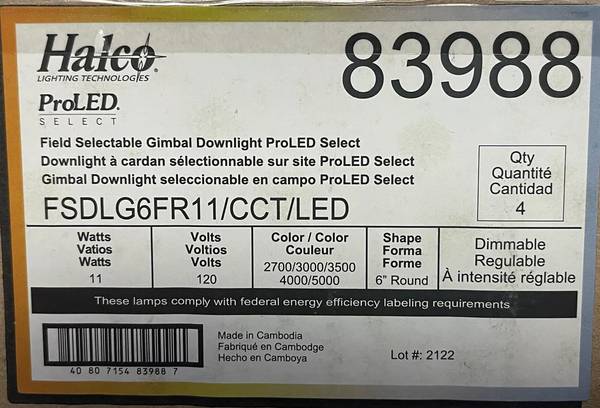 Halco
LIGHTING TECHNOLOGIES
83988
ProLED.
SELECT
Field Selectable Gimbal Downlight ProLED Select
Downlight à cardan sélectionnable sur site ProLED Select
Gimbal Downlight seleccionable en campo ProLED Select
FSDLG6FR11/CCT/LED
Qty
Quantité
Cantidad
4
Watts
Vatios
Watts
11
Volts
Voltios
Volts
120
Color / Color
Couleur
2700/3000/3500
4000/5000
Shape
Forma
Forme
6" Round
Dimmable
Regulable
À intensité réglable
These lamps comply with federal energy efficiency labeling requirements
40 80 7154 83988 7
Made in Cambodia
Fabriqué en Cambodge
Hecho en Camboya
Lot #: 2122